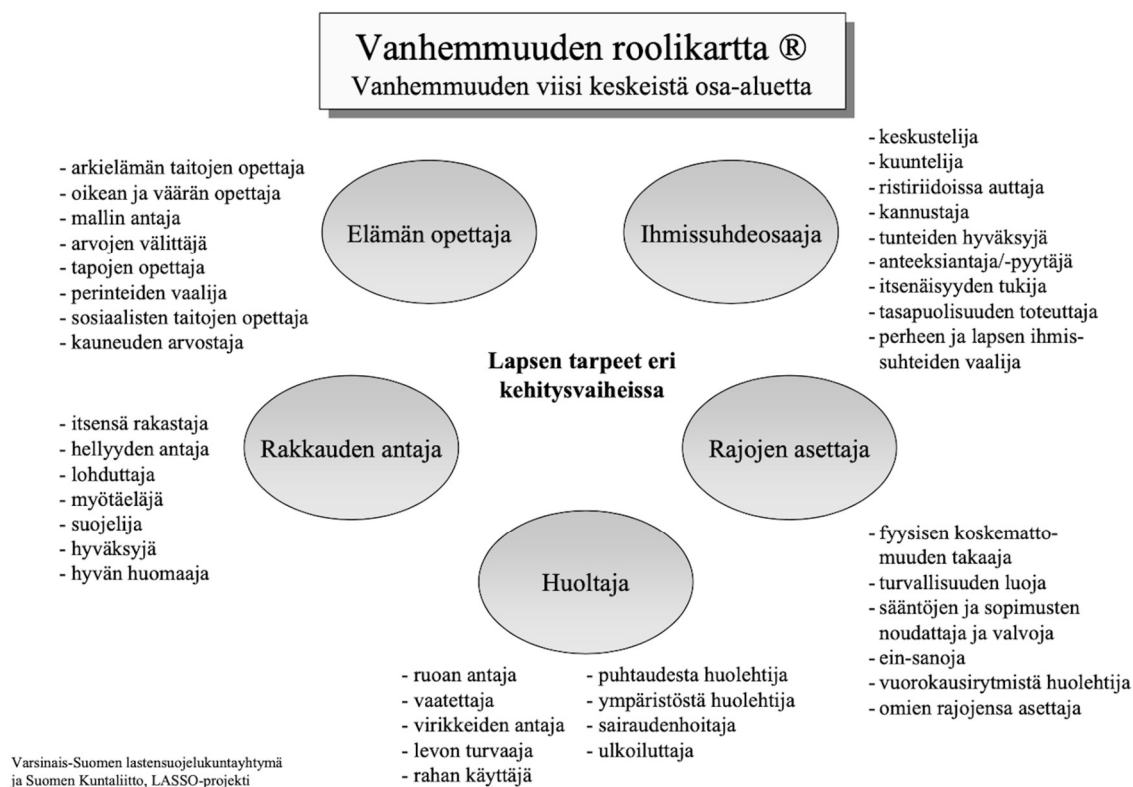 Vanhemmuuden roolikartta ®
Vanhemmuuden viisi keskeistä osa-aluetta
Elämän opettaja
- arkielämän taitojen opettaja
- oikean ja väärän opettaja
- mallin antaja
- arvojen välittäjä
- tapojen opettaja
- perinteiden vaalija
- sosiaalisten taitojen opettaja
- kauneuden arvostaja
Ihmissuhdeosaaja
- keskustelija
- kuuntelija
- ristiriidoissa auttaja
- kannustaja
- tunteiden hyväksyjä
- anteeksiantaja/-pyytäjä
- itsenäisyyden tukija
- tasapuolisuuden toteuttaja
- perheen ja lapsen ihmis-
suhteiden vaalija
Lapsen tarpeet eri
kehitysvaiheissa
Rakkauden antaja
- itsensä rakastaja
- hellyyden antaja
- lohduttaja
- myötäeläjä
- suojelija
- hyväksyjä
- hyvän huomaaja
Rajojen asettaja
- fyysisen koskematto-
muuden takaaja
- turvallisuuden luoja
- sääntöjen ja sopimusten
noudattaja ja valvoja
- ein-sanoja
- vuorokausirytmistä huolehtija
- omien rajojensa asettaja
Huoltaja
- ruoan antaja
- vaatettaja
- virikkeiden antaja
- levon turvaaja
- rahan käyttäjä
- puhtaudesta huolehtija
- ympäristöstä huolehtija
- sairaudenhoitaja
- ulkoiluttaja
Varsinais-Suomen lastensuojelukuntayhtymä
ja Suomen Kuntaliitto, LASSO-projekti